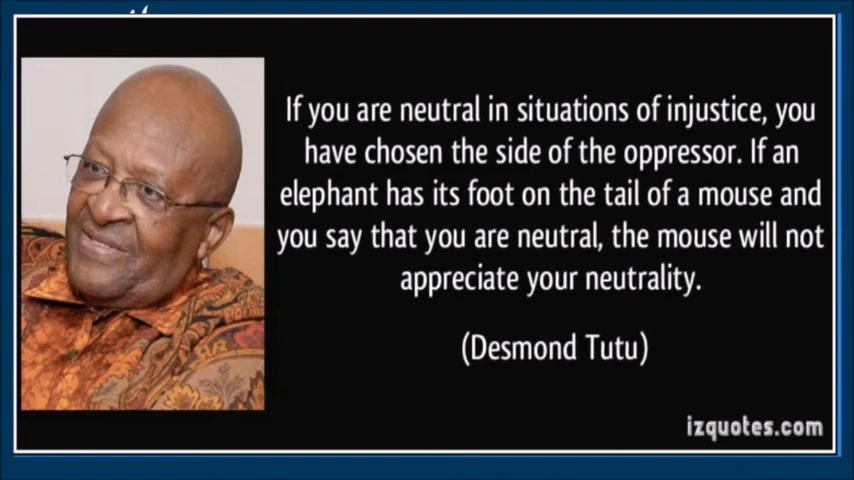 If you are neutral in situations of injustice, you
have chosen the side of the oppressor. If an
elephant has its foot on the tail of a mouse and
you say that you are neutral, the mouse will not
appreciate your neutrality.
(Desmond Tutu)
izquotes.com